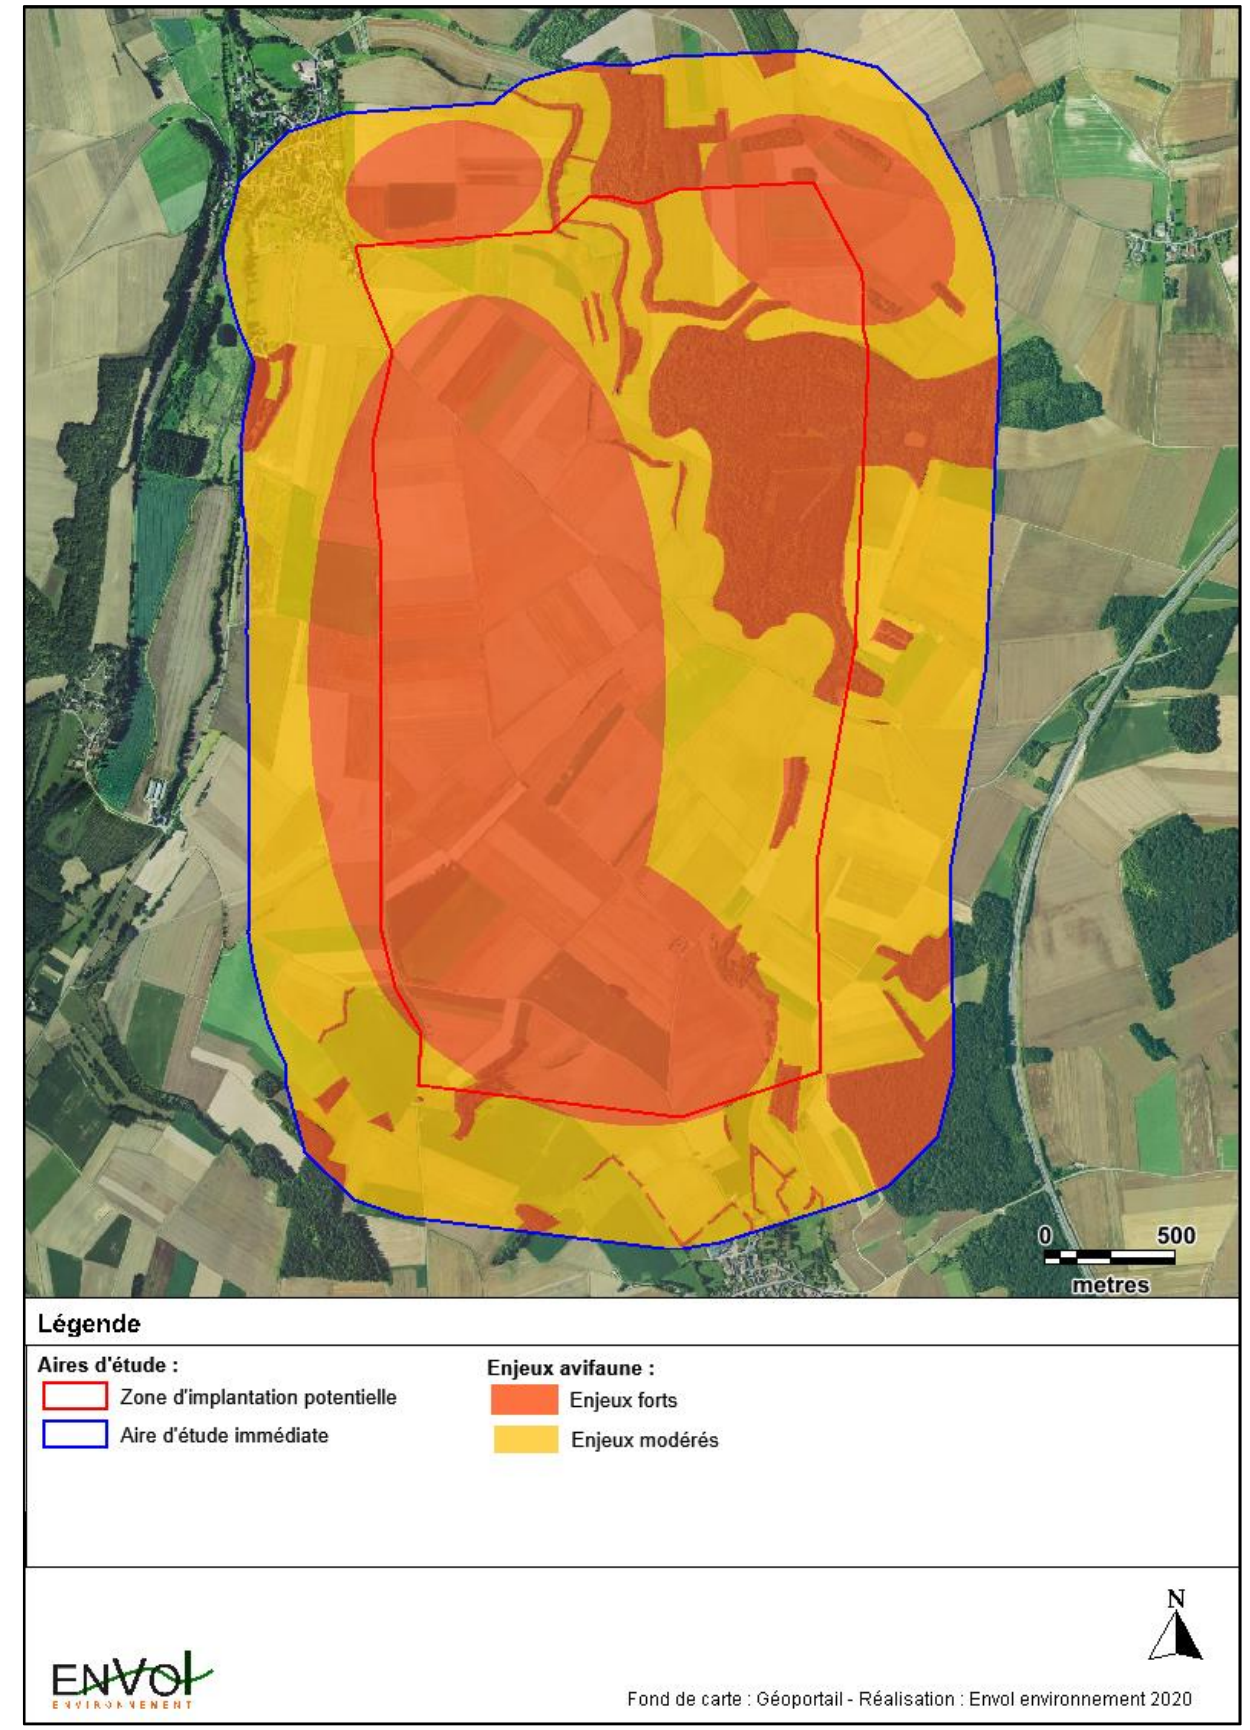 0 500
metres
Légende
Aires d'étude :
Zone d'implantation potentielle
Aire d'étude immédiate
Enjeux avifaune :
Enjeux forts
Enjeux modérés
N
ENVOL
ENVIRONNEMENT
Fond de carte : Géoportail - Réalisation : Envol environnement 2020